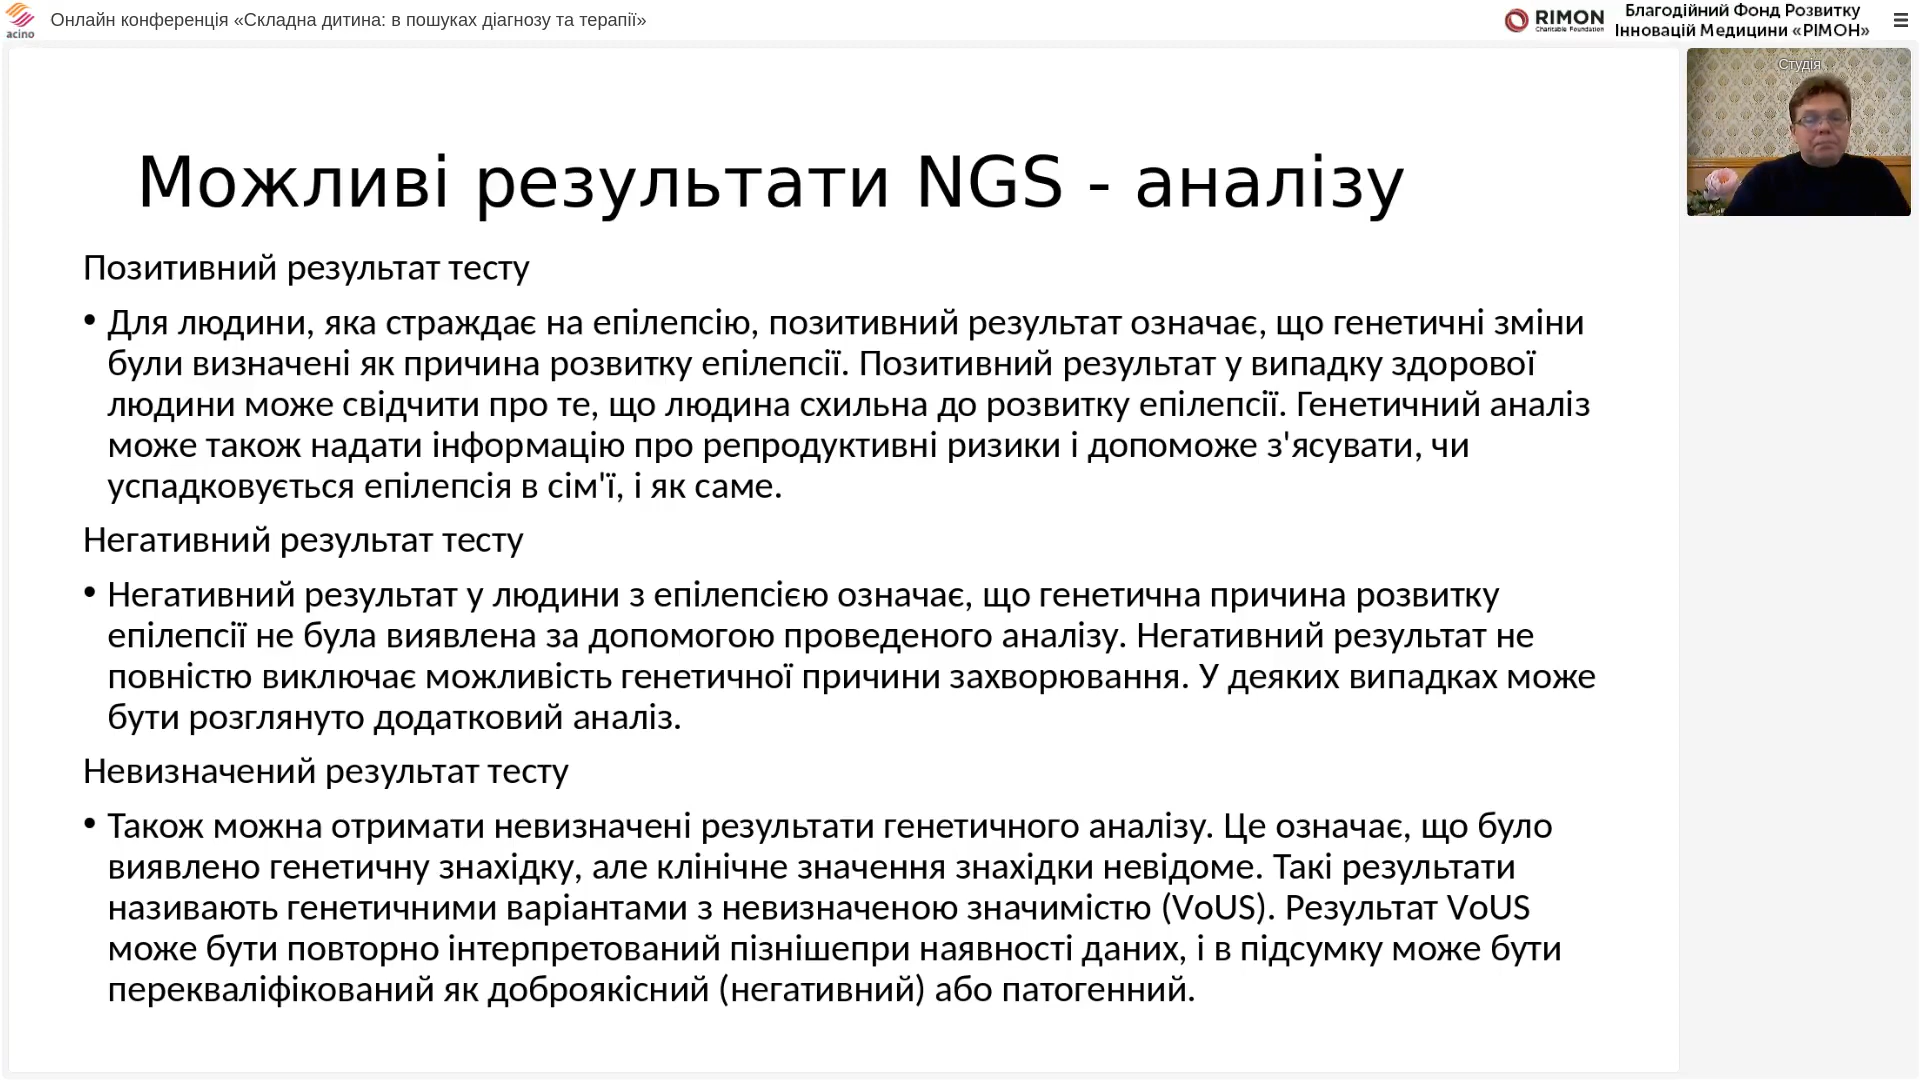 acino
Онлайн конференція «Складна дитина: в пошуках діагнозу та терапії»
RIMON
Charitable Foundation
Благодійний Фонд Розвитку
Інновацій Медицини «РІМОН»
Студія
Можливі результати NGS - аналізу
Позитивний результат тесту
• Для людини, яка страждає на епілепсію, позитивний результат означає, що генетичні зміни
були визначені як причина розвитку епілепсії. Позитивний результат у випадку здорової
людини може свідчити про те, що людина схильна до розвитку епілепсії. Генетичний аналіз
може також надати інформацію про репродуктивні ризики і допоможе з'ясувати, чи
успадковується епілепсія в сім'ї, і як саме.
Негативний результат тесту
• Негативний результат у людини з епілепсією означає, що генетична причина розвитку
епілепсії не була виявлена за допомогою проведеного аналізу. Негативний результат не
повністю виключає можливість генетичної причини захворювання. У деяких випадках може
бути розглянуто додатковий аналіз.
Невизначений результат тесту
• Також можна отримати невизначені результати генетичного аналізу. Це означає, що було
виявлено генетичну знахідку, але клінічне значення знахідки невідоме. Такі результати
називають генетичними варіантами з невизначеною значимістю (VoUS). Результат VoUS
може бути повторно інтерпретований пізнішепри наявності даних, і в підсумку може бути
перекваліфікований як доброякісний (негативний) або патогенний.